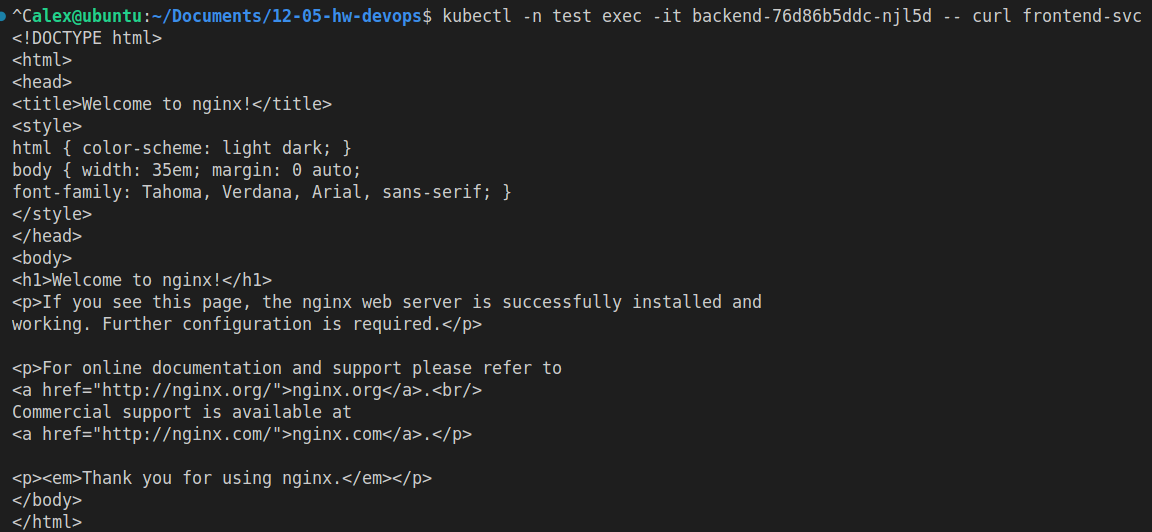 ^Calex@ubuntu:~/Documents/12-05-hw-devops$ kubectl -n test exec -it backend-76d86b5ddc-njl5d -- curl frontend-svc
<!DOCTYPE html>
<html>
<head>
<title>Welcome to nginx!</title>
<style>
html { color-scheme: light dark; }
body { width: 35em; margin: 0 auto;
font-family: Tahoma, Verdana, Arial, sans-serif; }
</style>
</head>
<body>
<h1>Welcome to nginx!</h1>
<p>If you see this page, the nginx web server is successfully installed and
working. Further configuration is required.</p>

<p>For online documentation and support please refer to
<a href="http://nginx.org/">nginx.org</a>.<br/>
Commercial support is available at
<a href="http://nginx.com/">nginx.com</a>.</p>

<p><em>Thank you for using nginx.</em></p>
</body>
</html>